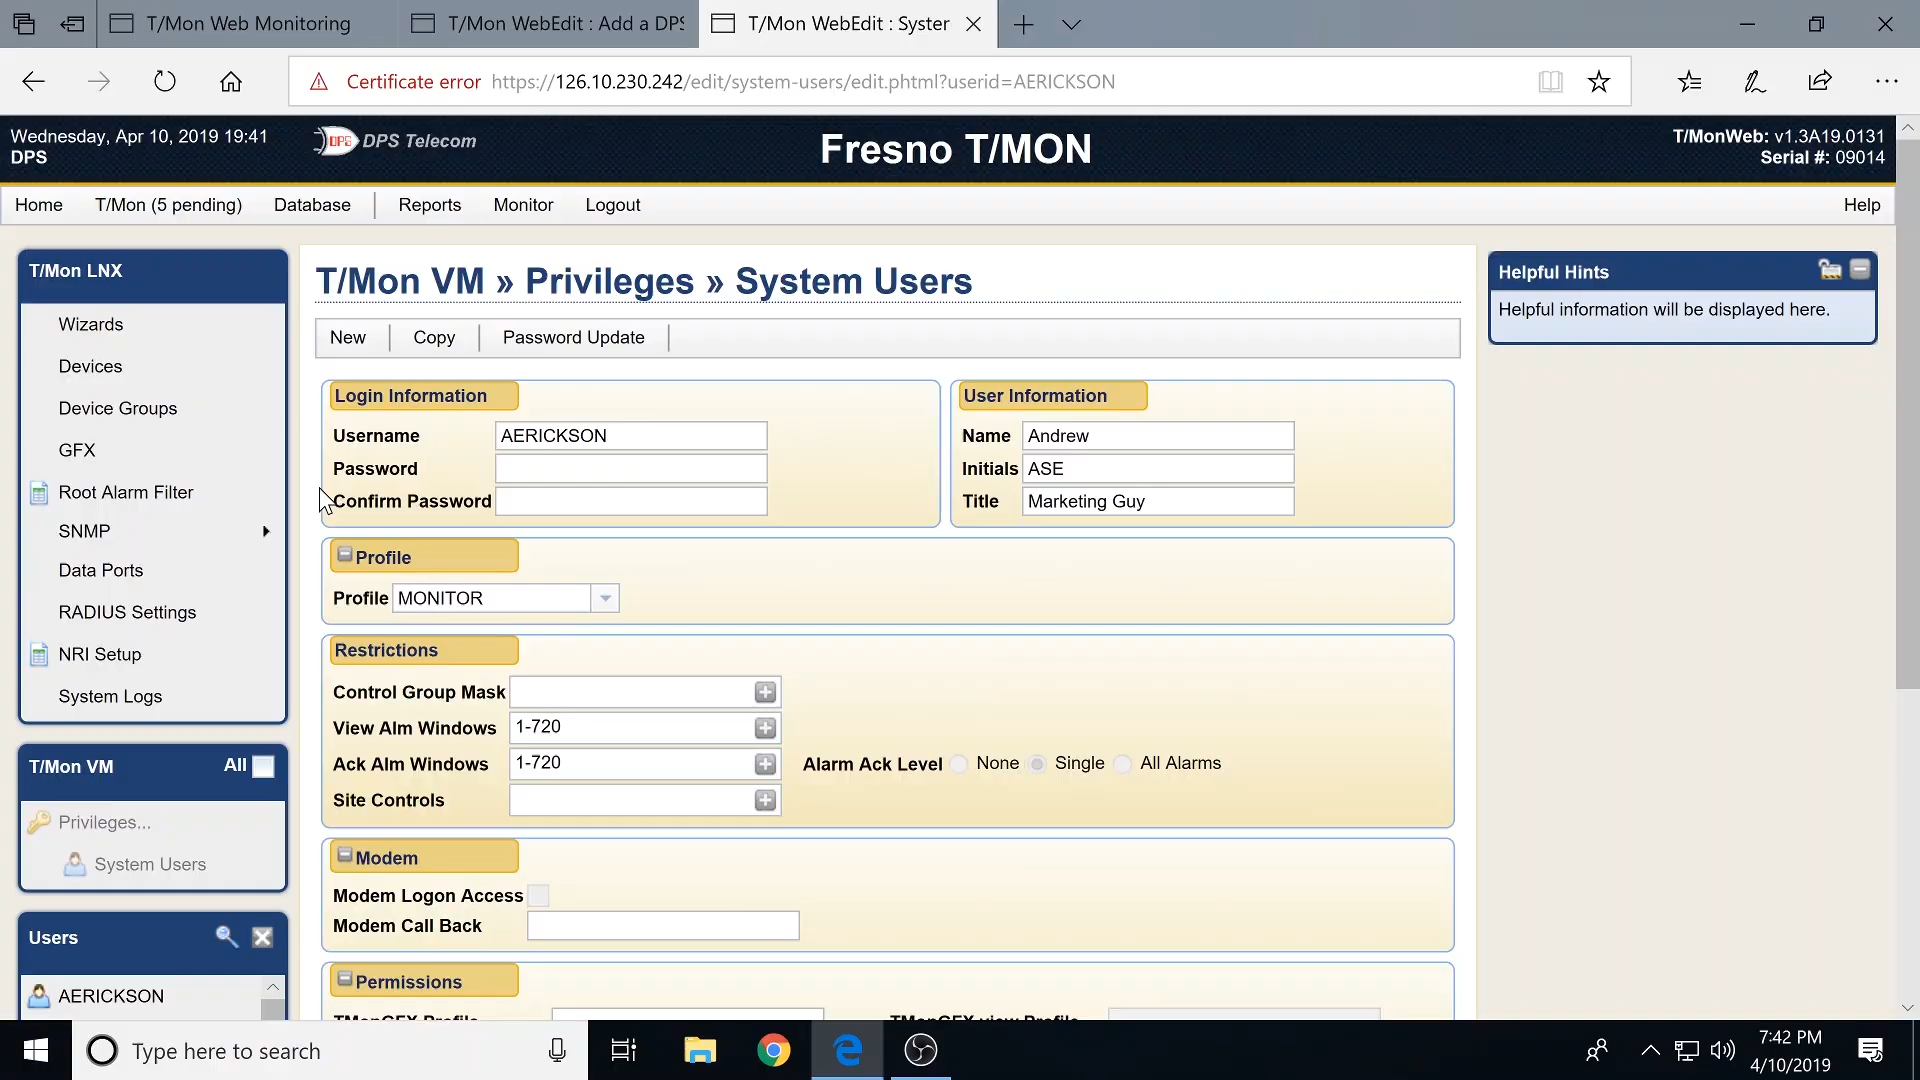 T/Mon Web Monitoring
T/Mon WebEdit : Add a DPS
T/Mon WebEdit : Syster
Certificate error https://126.10.230.242/edit/system-users/edit.phtml?userid=AERICKSON
Wednesday, Apr 10, 2019 19:41
DPS
DPS DPS Telecom
Fresno T/MON
T/MonWeb: v1.3A19.0131
Serial #: 09014
Home T/Mon (5 pending) Database Reports Monitor Logout Help
T/Mon LNX
Wizards
Devices
Device Groups
GFX
Root Alarm Filter
SNMP
Data Ports
RADIUS Settings
NRI Setup
System Logs
T/Mon VM All
Privileges...
System Users
Users
AERICKSON
T/Mon VM » Privileges » System Users
New Copy Password Update
Login Information
Username AERICKSON
Password
Confirm Password
User Information
Name Andrew
Initials ASE
Title Marketing Guy
Profile
Profile MONITOR
Restrictions
Control Group Mask
View Alm Windows 1-720
Ack Alm Windows 1-720 Alarm Ack Level None Single All Alarms
Site Controls
Modem
Modem Logon Access
Modem Call Back
Permissions
TMonGFX Profile TMonGFX view Profile
Helpful Hints
Helpful information will be displayed here.
Type here to search
7:42 PM
4/10/2019